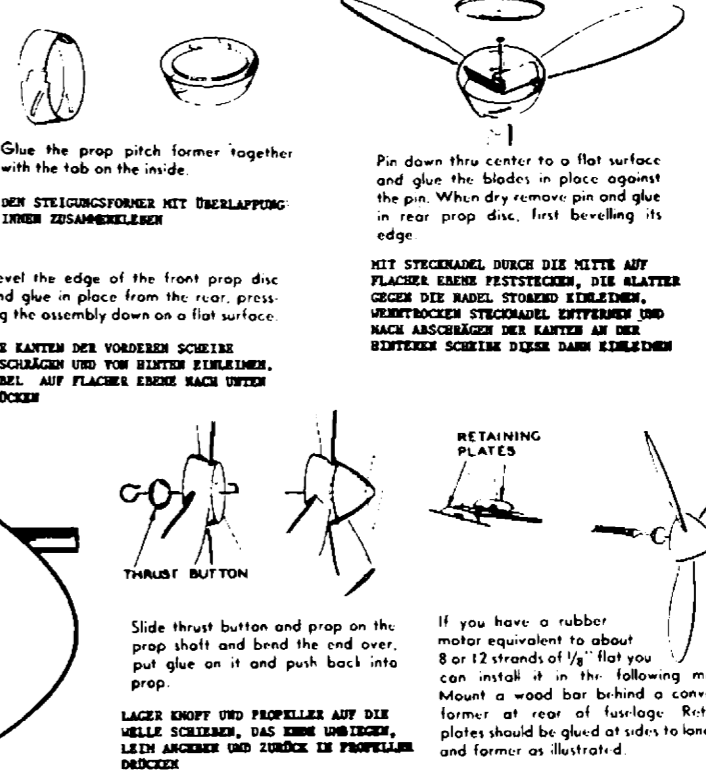 Glue the prop pitch former together
with the tab on the inside.
DEN STEIGUNGSFORMER MIT ÜBERLAPPUNG
INNEN ZUSAMMENKLEBEN
evel the edge of the front prop disc
nd glue in place from the rear, press-
g the assembly down on a flat surface.
E KANTEN DER VORDEREN SCHEIBE
SCHRÄGEN UND VON HINTEN EINLEIMEN,
BEL AUF FLACHER EBENE NACH UNTEN
ÜCKEN
Pin down thru center to a flat surface
and glue the blades in place against
the pin. When dry remove pin and glue
in rear prop disc, first bevelling its
edge.
MIT STECKNADEL DURCH DIE MITTE AUF
FLACHER EBENE FESTSTECKEN, DIE BLATTER
GEGEN DIE NADEL STOßEND EINLEIMEN,
WENNTROCKEN STECKNADEL ENTFERNEN UND
NACH ABSCHRÄGEN DER KANTEN AN DER
HINTEREN SCHEIBE DIESE DANN EINLEIMEN
THRUST BUTTON
Slide thrust button and prop on the
prop shaft and bend the end over,
put glue on it and push back into
prop.
LAGER KNOPF UND PROPELLER AUF DIE
WELLE SCHIEBEN, DAS ENDE UMBIEGEN,
LEIM ANGEBEN UND ZURÜCK IN PROPELLER
DRÜCKEN
RETAINING
PLATES
If you have a rubber
motor equivalent to about
8 or 12 strands of 1/8" flat you
can install it in the following m
Mount a wood bar behind a conv
former at rear of fuselage. Ret
plates should be glued at sides to lon
and former as illustrated.